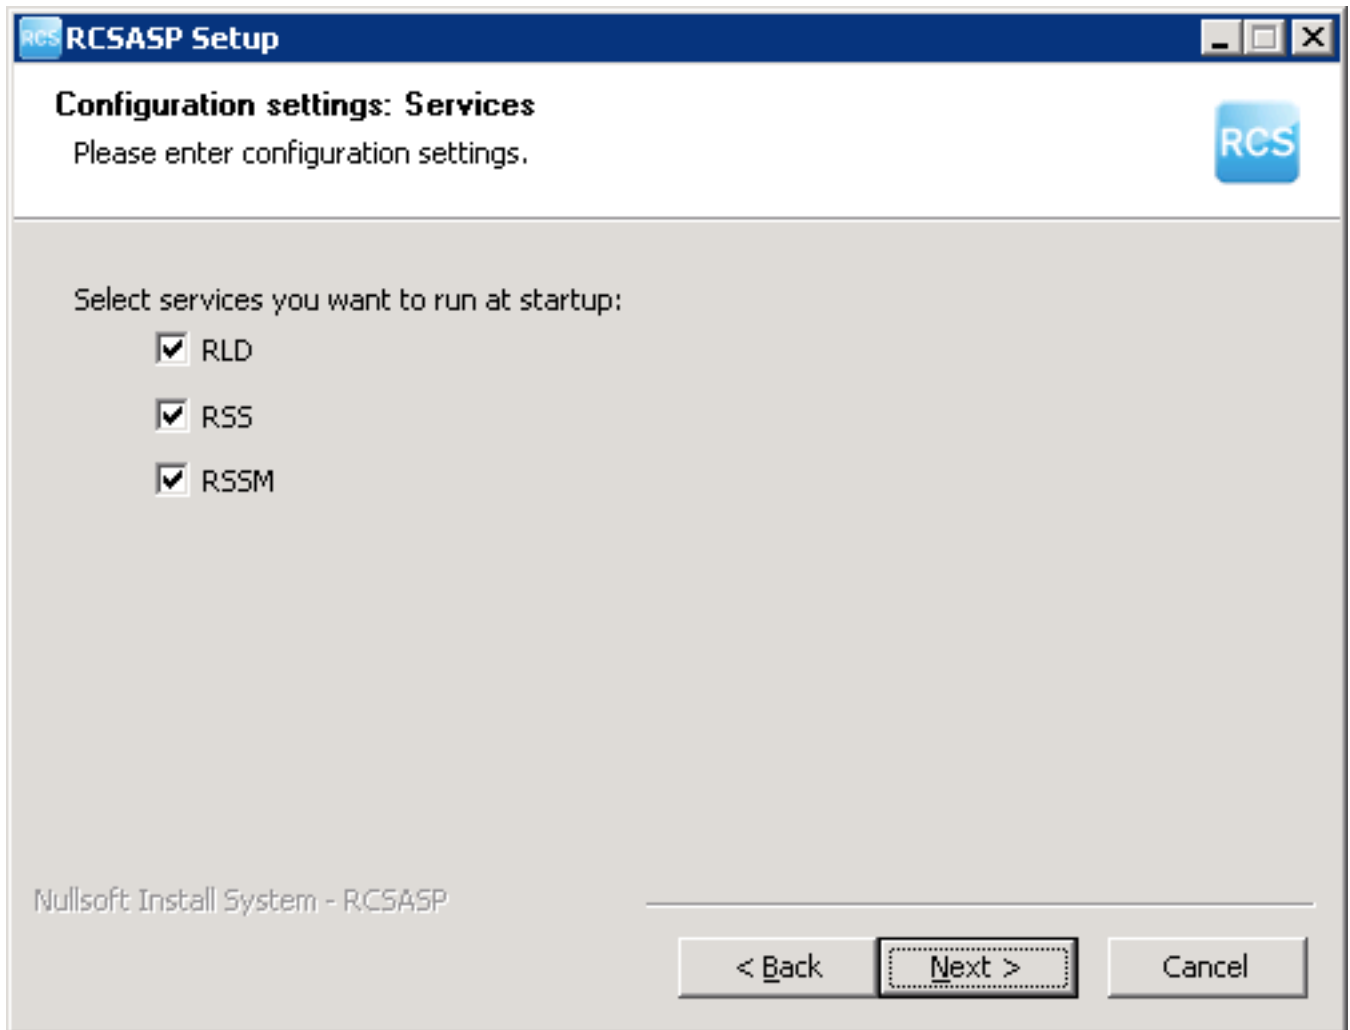 RCS RCSASP Setup
Configuration settings: Services
Please enter configuration settings.
RCS
Select services you want to run at startup:
RLD
RSS
RSSM
Nullsoft Install System - RCSASP
< Back Next > Cancel